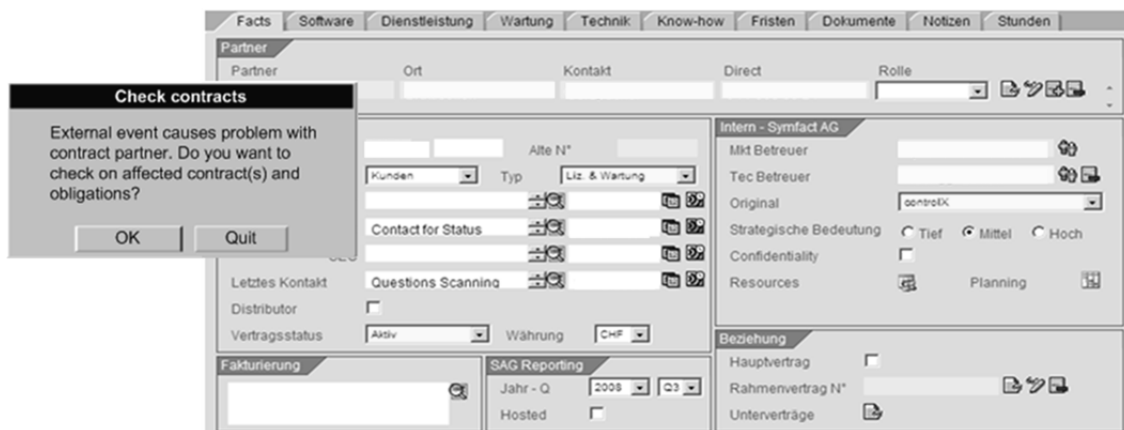 Facts Software Dienstleistung Wartung Technik Know-how Fristen Dokumente Notizen Stunden
Partner
Partner Ort Kontakt Direct Rolle
Check contracts
External event causes problem with
contract partner. Do you want to
check on affected contract(s) and
obligations?
OK Quit
Alte N°
Kunden Typ Liz. & Wartung
Contact for Status
Letztes Kontakt Questions Scanning
Distributor
Vertragsstatus Aktiv Währung CHF
Intern - Symfact AG
Mkt Betreuer
Tec Betreuer
Original controlX
Strategische Bedeutung Tief Mittel Hoch
Confidentiality
Resources Planning
Fakturierung
SAG Reporting
Jahr - Q 2008 Q3
Hosted
Beziehung
Hauptvertrag
Rahmenvertrag N°
Unterverträge